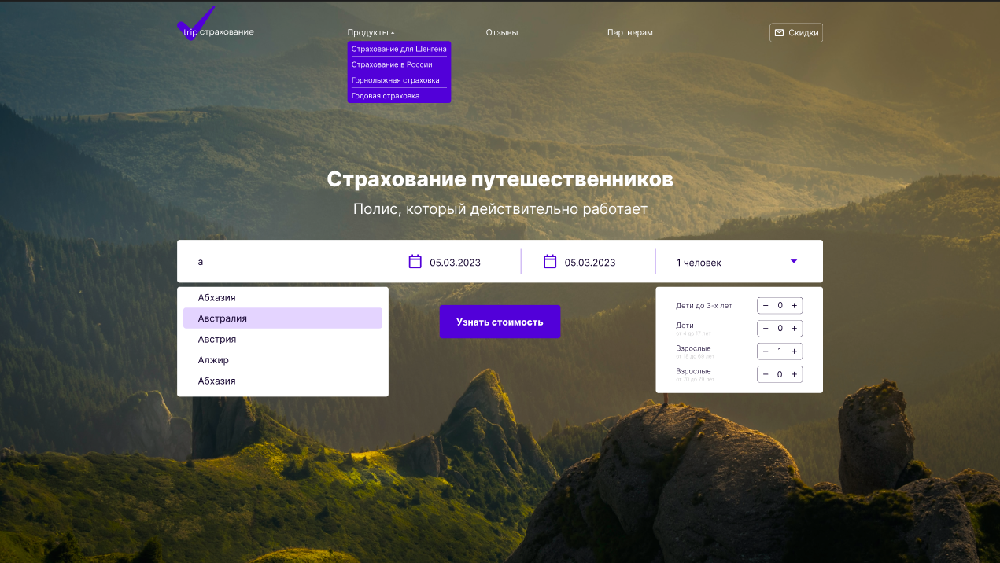 trip страхование
Продукты
Отзывы
Партнерам
Скидки
Страхование для Шенгена
Страхование в России
Горнолыжная страховка
Годовая страховка
Страхование путешественников
Полис, который действительно работает
а
05.03.2023
05.03.2023
1 человек
Абхазия
Австралия
Австрия
Алжир
Абхазия
Узнать стоимость
Дети до 3-х лет
− 0 +
Дети
от 4 до 17 лет
− 0 +
Взрослые
от 18 до 69 лет
− 1 +
Взрослые
от 70 до 79 лет
− 0 +